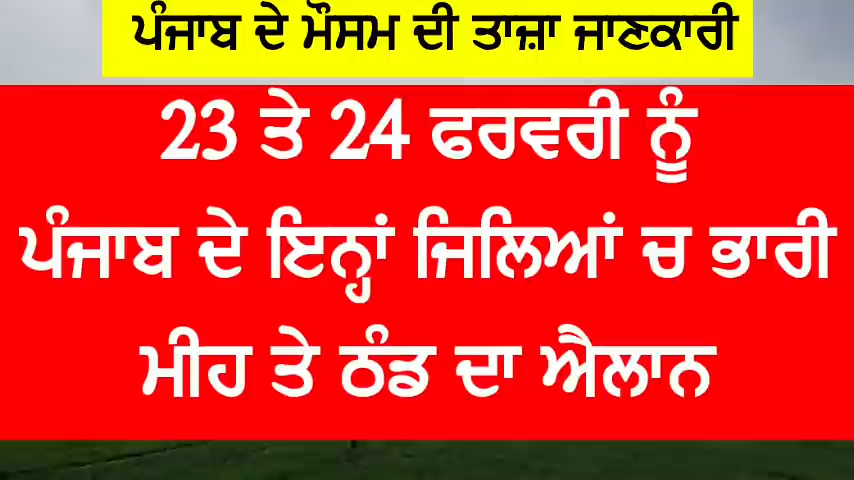 ਪੰਜਾਬ ਦੇ ਮੌਸਮ ਦੀ ਤਾਜ਼ਾ ਜਾਣਕਾਰੀ
23 ਤੇ 24 ਫਰਵਰੀ ਨੂੰ
ਪੰਜਾਬ ਦੇ ਇਨ੍ਹਾਂ ਜਿਲਿਆਂ ਚ ਭਾਰੀ
ਮੀਹ ਤੇ ਠੰਡ ਦਾ ਐਲਾਨ